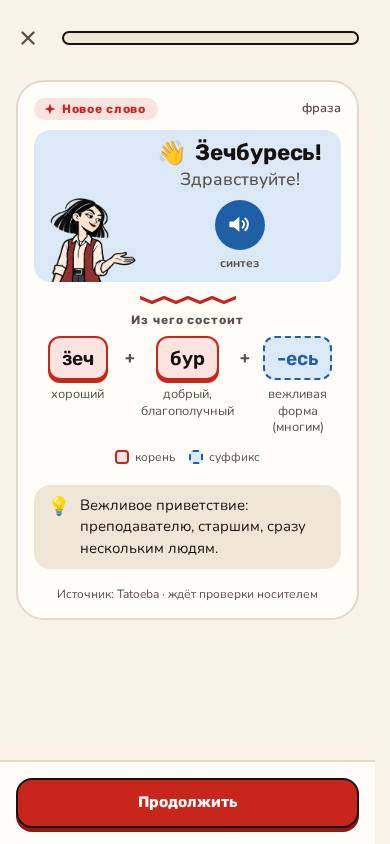 Новое слово
фраза
Ӟечбуресь!
Здравствуйте!
синтез
Из чего состоит
ӟеч + бур + -есь
хороший
добрый, благополучный
вежливая форма (многим)
корень
суффикс
Вежливое приветствие:
преподавателю, старшим, сразу
нескольким людям.
Источник: Tatoeba · ждёт проверки носителем
Продолжить